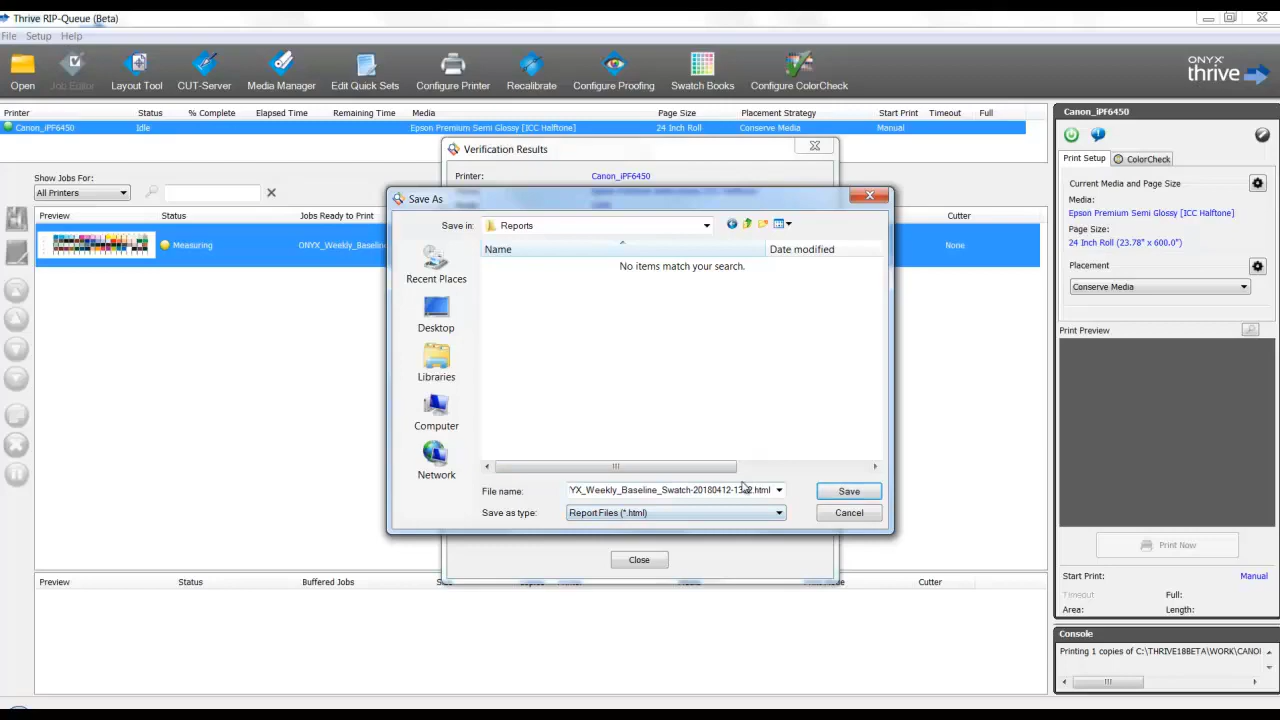 Thrive RIP-Queue (Beta)
File Setup Help
Open Job Editor Layout Tool CUT-Server Media Manager Edit Quick Sets Configure Printer Recalibrate Configure Proofing Swatch Books Configure ColorCheck
ONYX
thrive
Printer Status % Complete Elapsed Time Remaining Time Media Page Size Placement Strategy Start Print Timeout Full
Canon_iPF6450 Idle Epson Premium Semi Glossy [ICC Halftone] 24 Inch Roll Conserve Media Manual
Show Jobs For:
All Printers
Preview Status Jobs Ready to Print Cutter
Measuring ONYX_Weekly_Baseline None
Verification Results
Printer: Canon_iPF6450
Save As
Save in: Reports
Name Date modified
No items match your search.
Recent Places
Desktop
Libraries
Computer
Network
File name: YX_Weekly_Baseline_Swatch-20180412-13 2.html
Save
Save as type: Report Files (*.html)
Cancel
Close
Preview Status Buffered Jobs Cutter
Canon_iPF6450
Print Setup ColorCheck
Current Media and Page Size
Media:
Epson Premium Semi Glossy [ICC Halftone]
24 Inch Roll (23.78" x 600.0")
Placement
Conserve Media
Print Preview
Print Now
Start Print: Manual
Timeout Full:
Area: Length:
Console
Printing 1 copies of C:\THRIVE18BETA\WORK\CANO